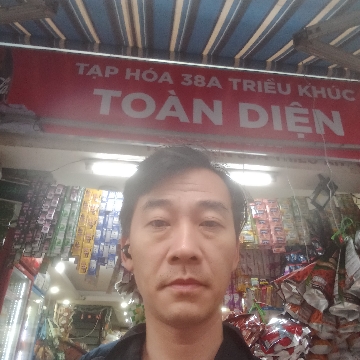 TẠP HÓA 38A TRIỀU KHÚC
TOÀN DIỆN